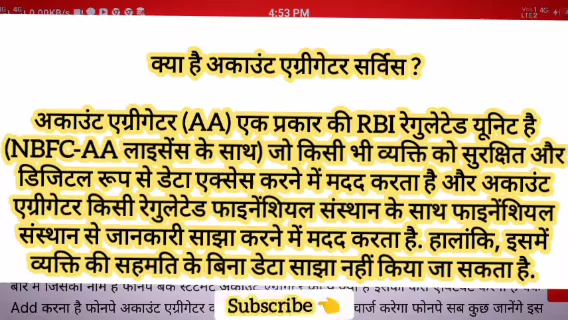 4:53 PM
क्या है अकाउंट एग्रीगेटर सर्विस ?
अकाउंट एग्रीगेटर (AA) एक प्रकार की RBI रेगुलेटेड यूनिट है
(NBFC-AA लाइसेंस के साथ) जो किसी भी व्यक्ति को सुरक्षित और
डिजिटल रूप से डेटा एक्सेस करने में मदद करता है और अकाउंट
एग्रीगेटर किसी रेगुलेटेड फाइनेंशियल संस्थान के साथ फाइनेंशियल
संस्थान से जानकारी साझा करने में मदद करता है. हालांकि, इसमें
व्यक्ति की सहमति के बिना डेटा साझा नहीं किया जा सकता है.
Add करना है फोनपे अकाउंट एग्रीगेटर
चार्ज करेगा फोनपे सब कुछ जानेंगे इस
Subscribe 👈